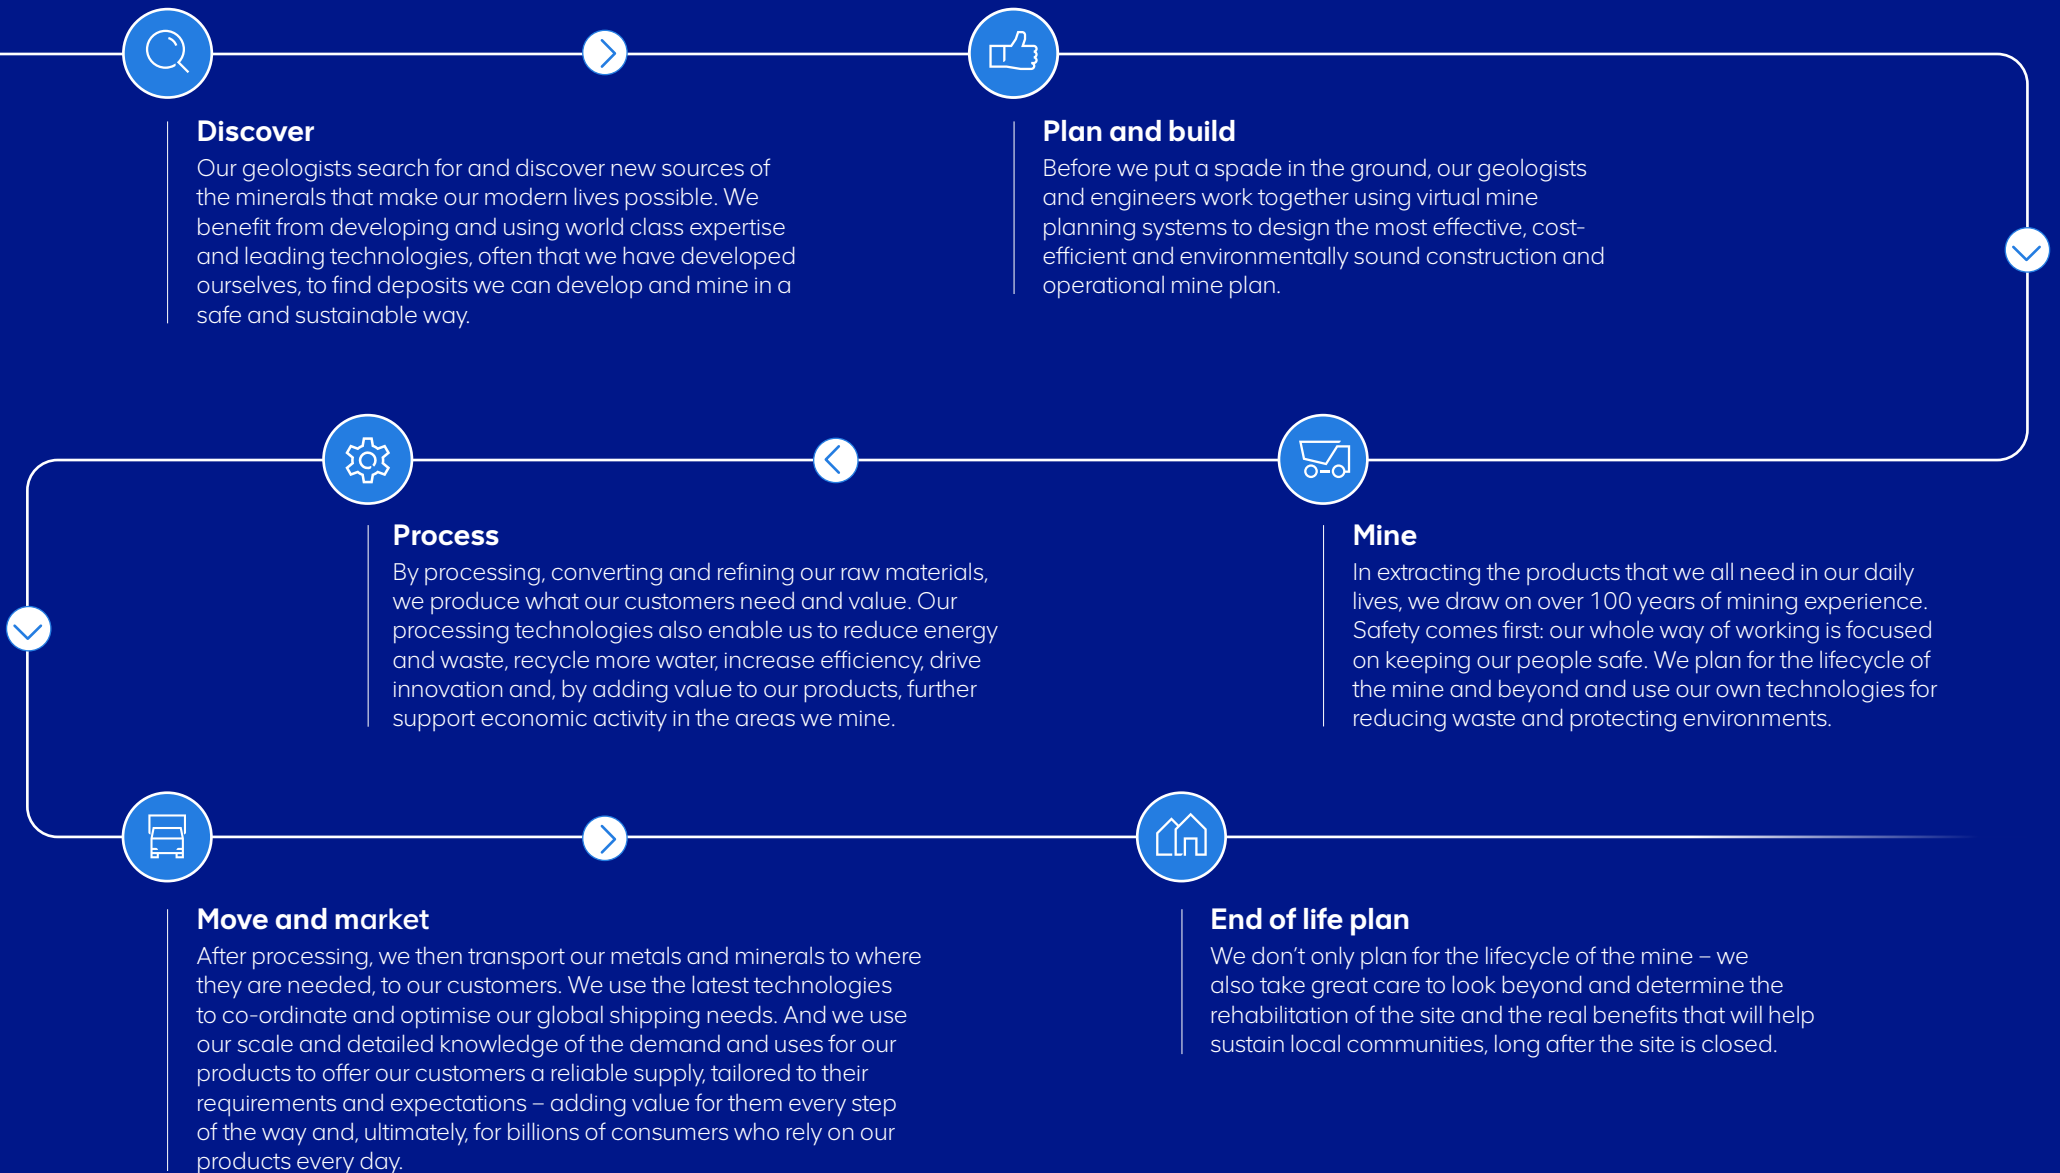 Discover
Our geologists search for and discover new sources of
the minerals that make our modern lives possible. We
benefit from developing and using world class expertise
and leading technologies, often that we have developed
ourselves, to find deposits we can develop and mine in a
safe and sustainable way.
Plan and build
Before we put a spade in the ground, our geologists
and engineers work together using virtual mine
planning systems to design the most effective, cost-
efficient and environmentally sound construction and
operational mine plan.
Mine
In extracting the products that we all need in our daily
lives, we draw on over 100 years of mining experience.
Safety comes first: our whole way of working is focused
on keeping our people safe. We plan for the lifecycle of
the mine and beyond and use our own technologies for
reducing waste and protecting environments.
Process
By processing, converting and refining our raw materials,
we produce what our customers need and value. Our
processing technologies also enable us to reduce energy
and waste, recycle more water, increase efficiency, drive
innovation and, by adding value to our products, further
support economic activity in the areas we mine.
Move and market
After processing, we then transport our metals and minerals to where
they are needed, to our customers. We use the latest technologies
to co-ordinate and optimise our global shipping needs. And we use
our scale and detailed knowledge of the demand and uses for our
products to offer our customers a reliable supply, tailored to their
requirements and expectations – adding value for them every step
of the way and, ultimately, for billions of consumers who rely on our
products every day.
End of life plan
We don't only plan for the lifecycle of the mine – we
also take great care to look beyond and determine the
rehabilitation of the site and the real benefits that will help
sustain local communities, long after the site is closed.